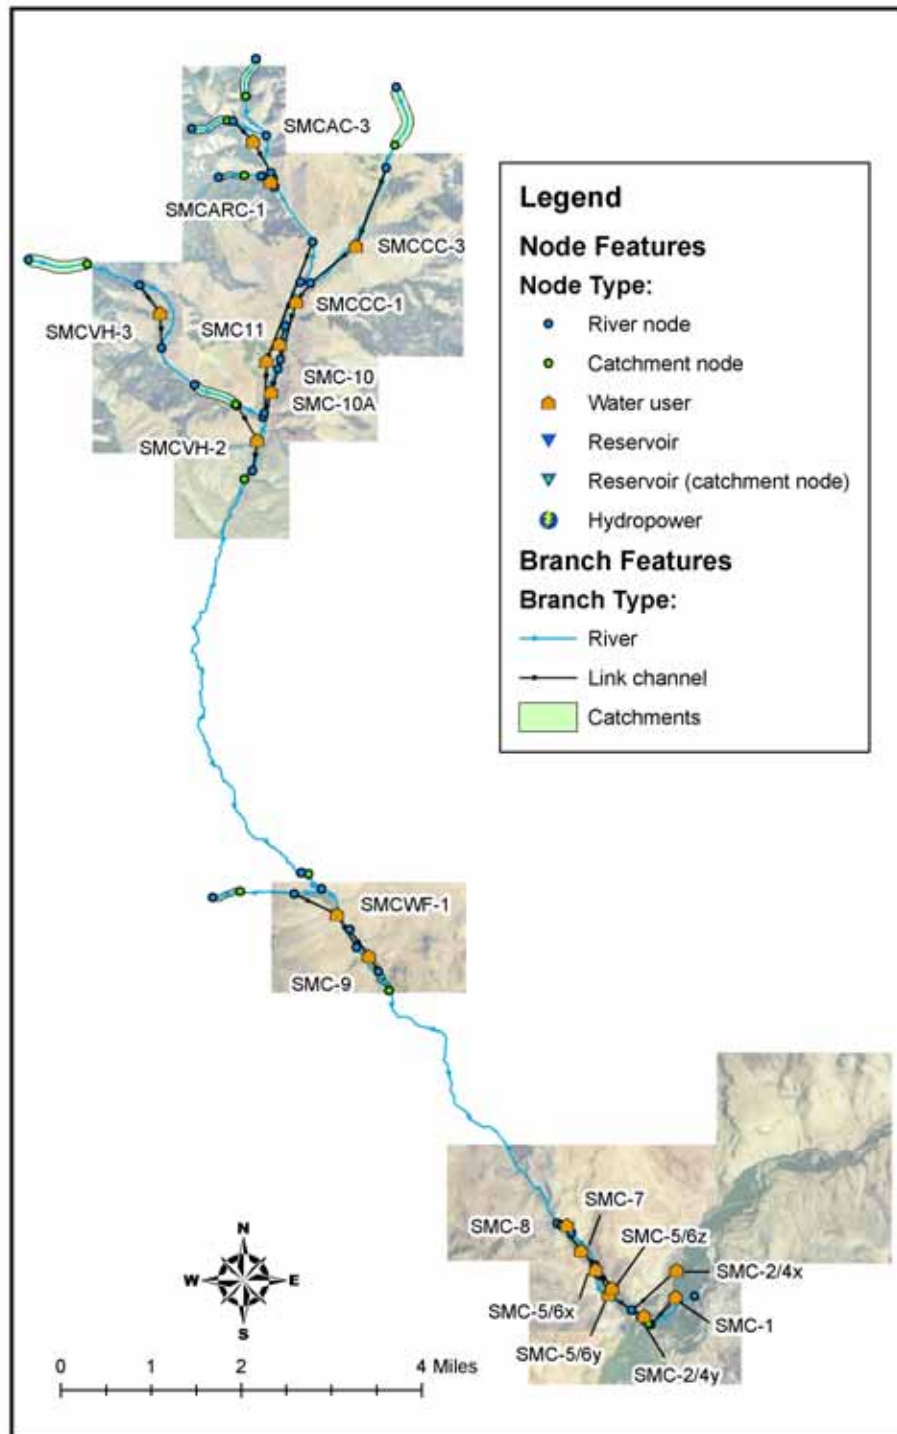 SMCAC-3
SMCARC-1
SMCCC-3
SMCCC-1
SMCVH-3
SMC11
SMC-10
SMC-10A
SMCVH-2
Legend
Node Features
Node Type:
River node
Catchment node
Water user
Reservoir
Reservoir (catchment node)
Hydropower
Branch Features
Branch Type:
River
Link channel
Catchments
SMCWF-1
SMC-9
SMC-7
SMC-8
SMC-5/6z
SMC-2/4x
SMC-5/6x
SMC-1
SMC-5/6y
SMC-2/4y
N
W E
S
0 1 2 4 Miles